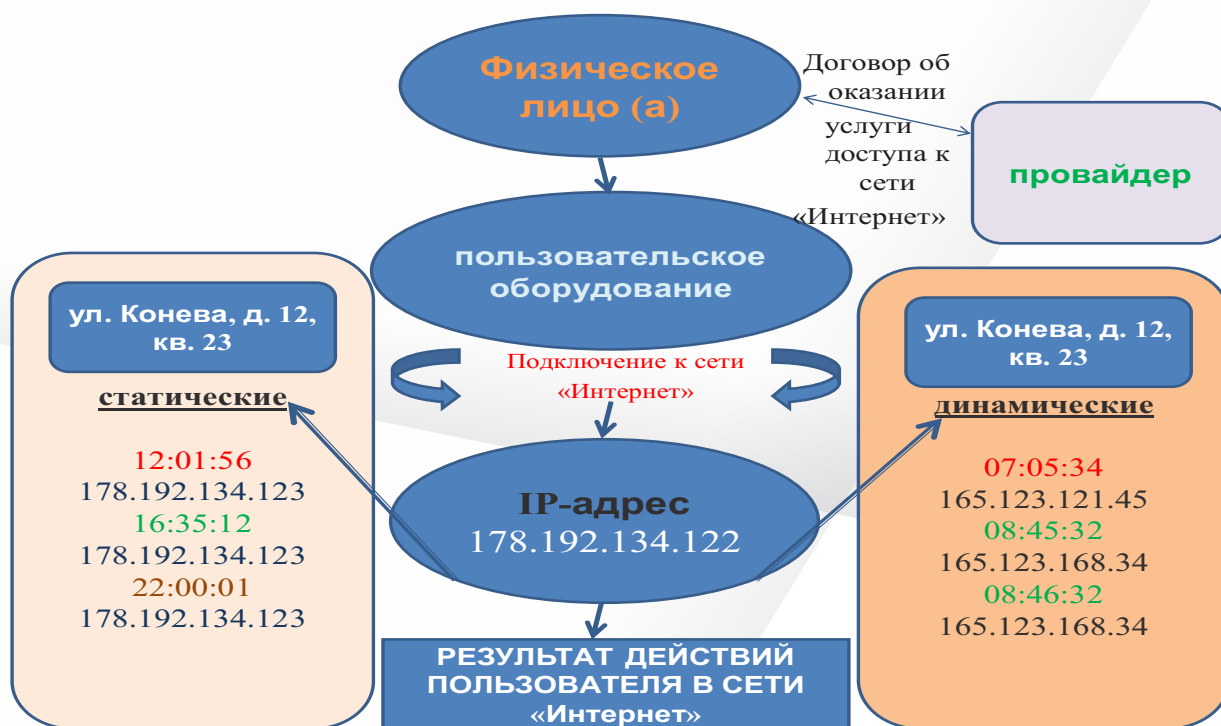 Физическое
лицо (а)
Договор об
оказании
услуги
доступа к
сети
«Интернет»
провайдер
пользовательское
оборудование
ул. Конева, д. 12,
кв. 23
статические
12:01:56
178.192.134.123
16:35:12
178.192.134.123
22:00:01
178.192.134.123
Подключение к сети
«Интернет»
IP-адрес
178.192.134.122
ул. Конева, д. 12,
кв. 23
динамические
07:05:34
165.123.121.45
08:45:32
165.123.168.34
08:46:32
165.123.168.34
РЕЗУЛЬТАТ ДЕЙСТВИЙ
ПОЛЬЗОВАТЕЛЯ В СЕТИ
«Интернет»